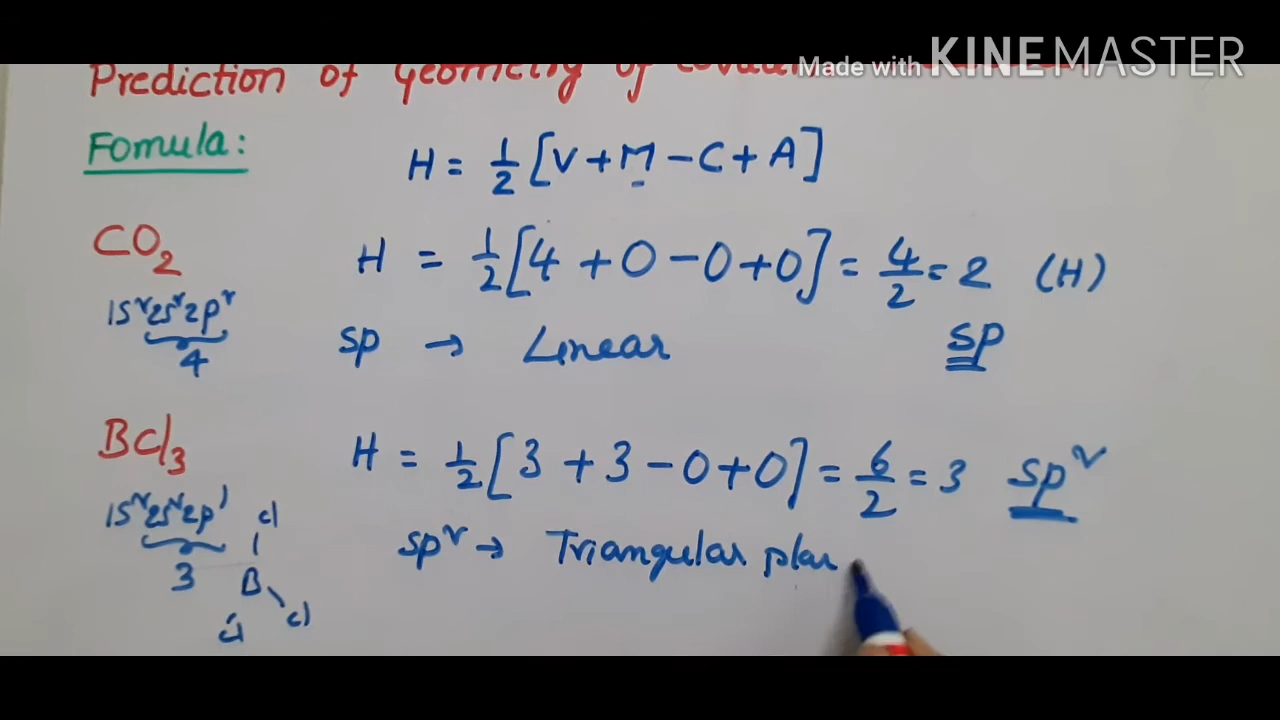 Made with KINEMASTER
Prediction of Geometry of
Fomula:
H = 1/2 [V + M - C + A]
CO₂ H = 1/2 [4 + 0 - 0 + 0] = 4/2 = 2 (H)
1S²2S²2p²
4
sp → Linear sp
BCl₃ H = 1/2 [3 + 3 - 0 + 0] = 6/2 = 3 sp²
1S²2S²2p¹
3
Cl
B
Cl Cl
sp² → Triangular plan